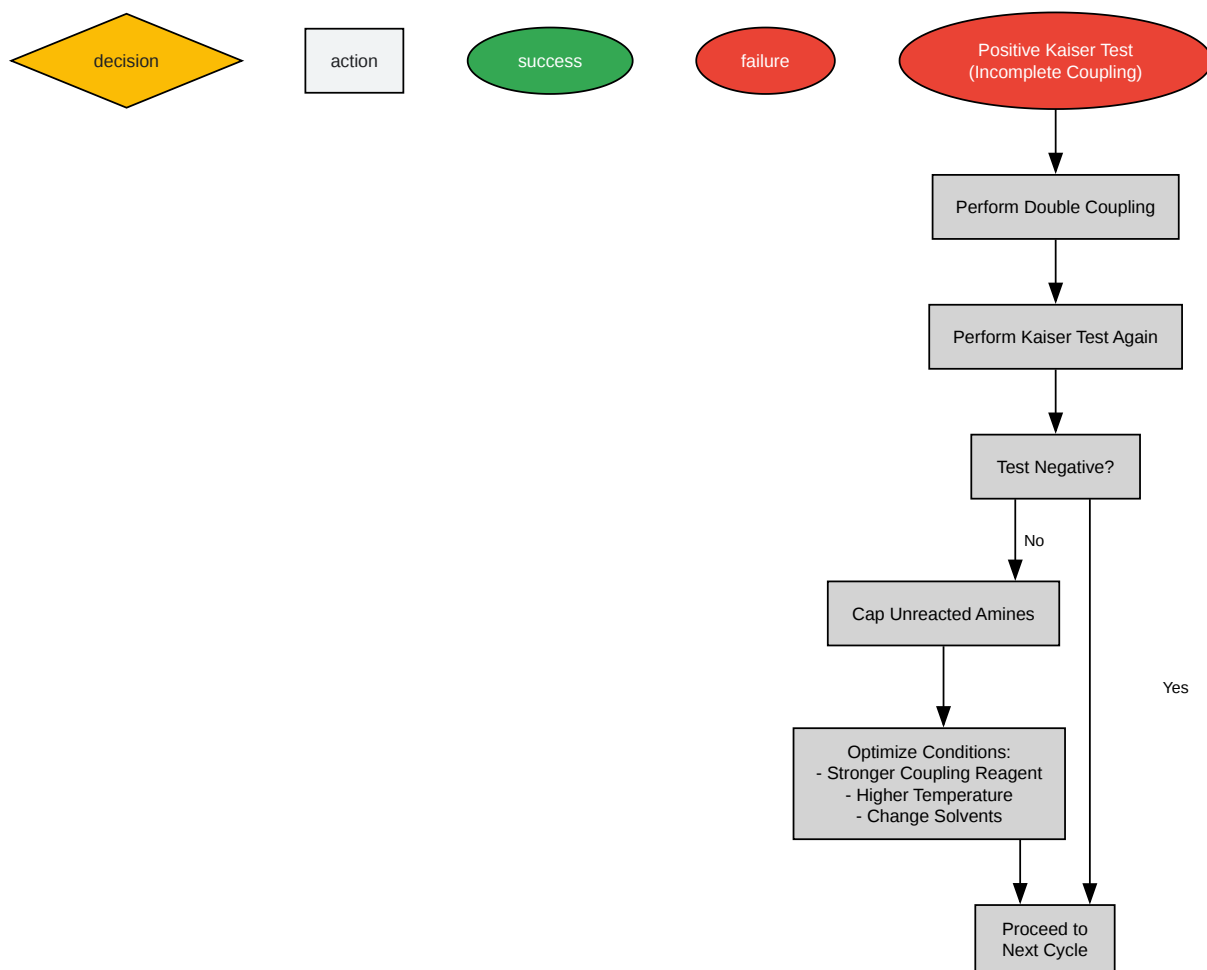 decision
action
success
failure
Positive Kaiser Test
(Incomplete Coupling)
Perform Double Coupling
Perform Kaiser Test Again
Test Negative?
No
Cap Unreacted Amines
Yes
Optimize Conditions:
- Stronger Coupling Reagent
- Higher Temperature
- Change Solvents
Proceed to
Next Cycle